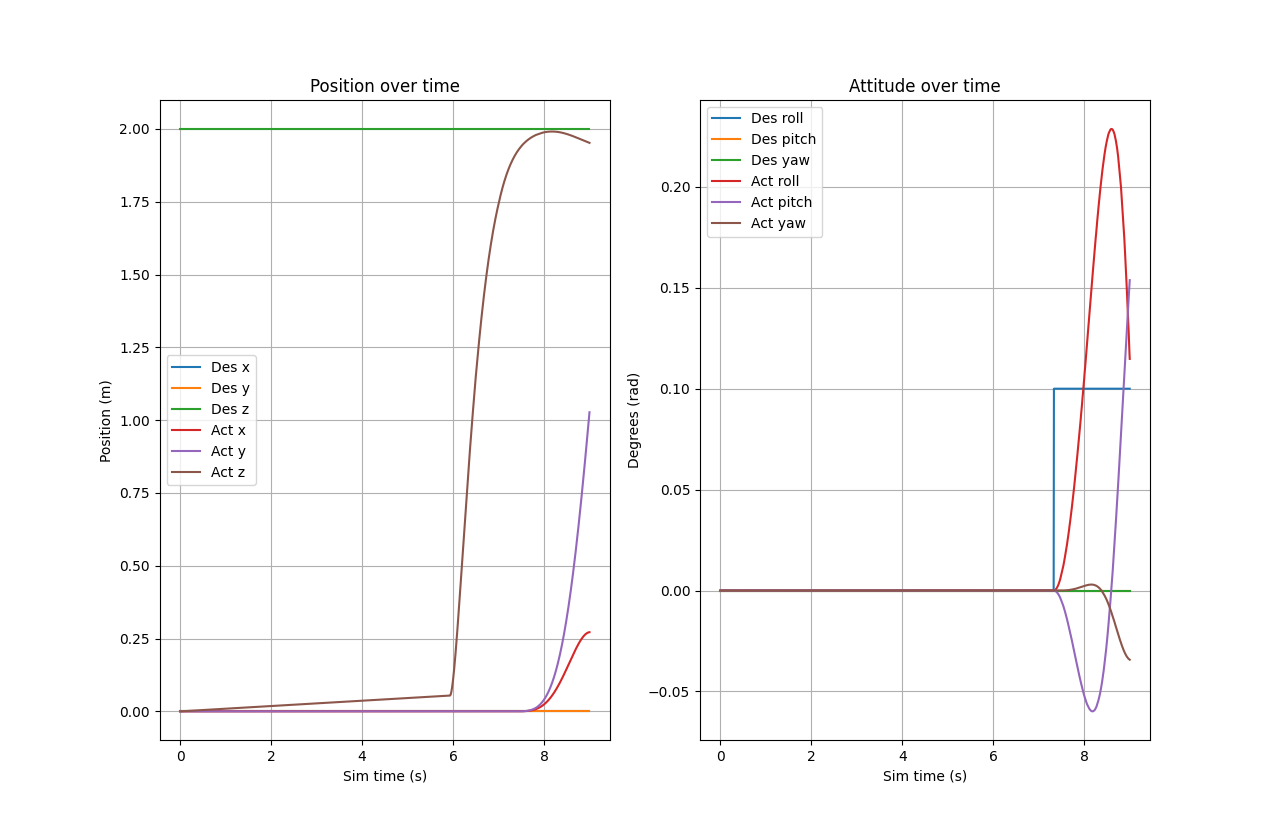 Position over time
Position (m)
2.00
1.75
1.50
1.25
1.00
0.75
0.50
0.25
0.00
Des x
Des y
Des z
Act x
Act y
Act z
0 2 4 6 8
Sim time (s)
Attitude over time
Degrees (rad)
0.20
0.15
0.10
0.05
0.00
−0.05
Des roll
Des pitch
Des yaw
Act roll
Act pitch
Act yaw
0 2 4 6 8
Sim time (s)